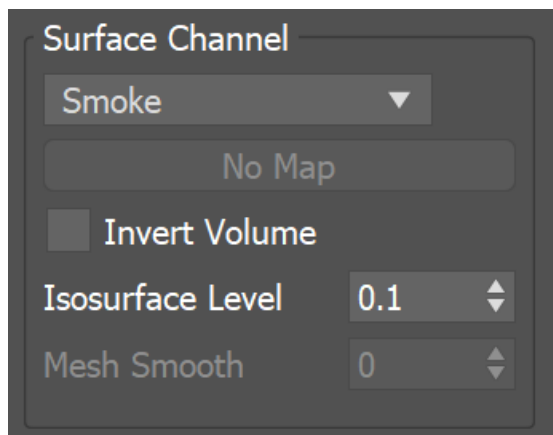 Surface Channel
Smoke
No Map
Invert Volume
Isosurface Level 0.1
Mesh Smooth 0